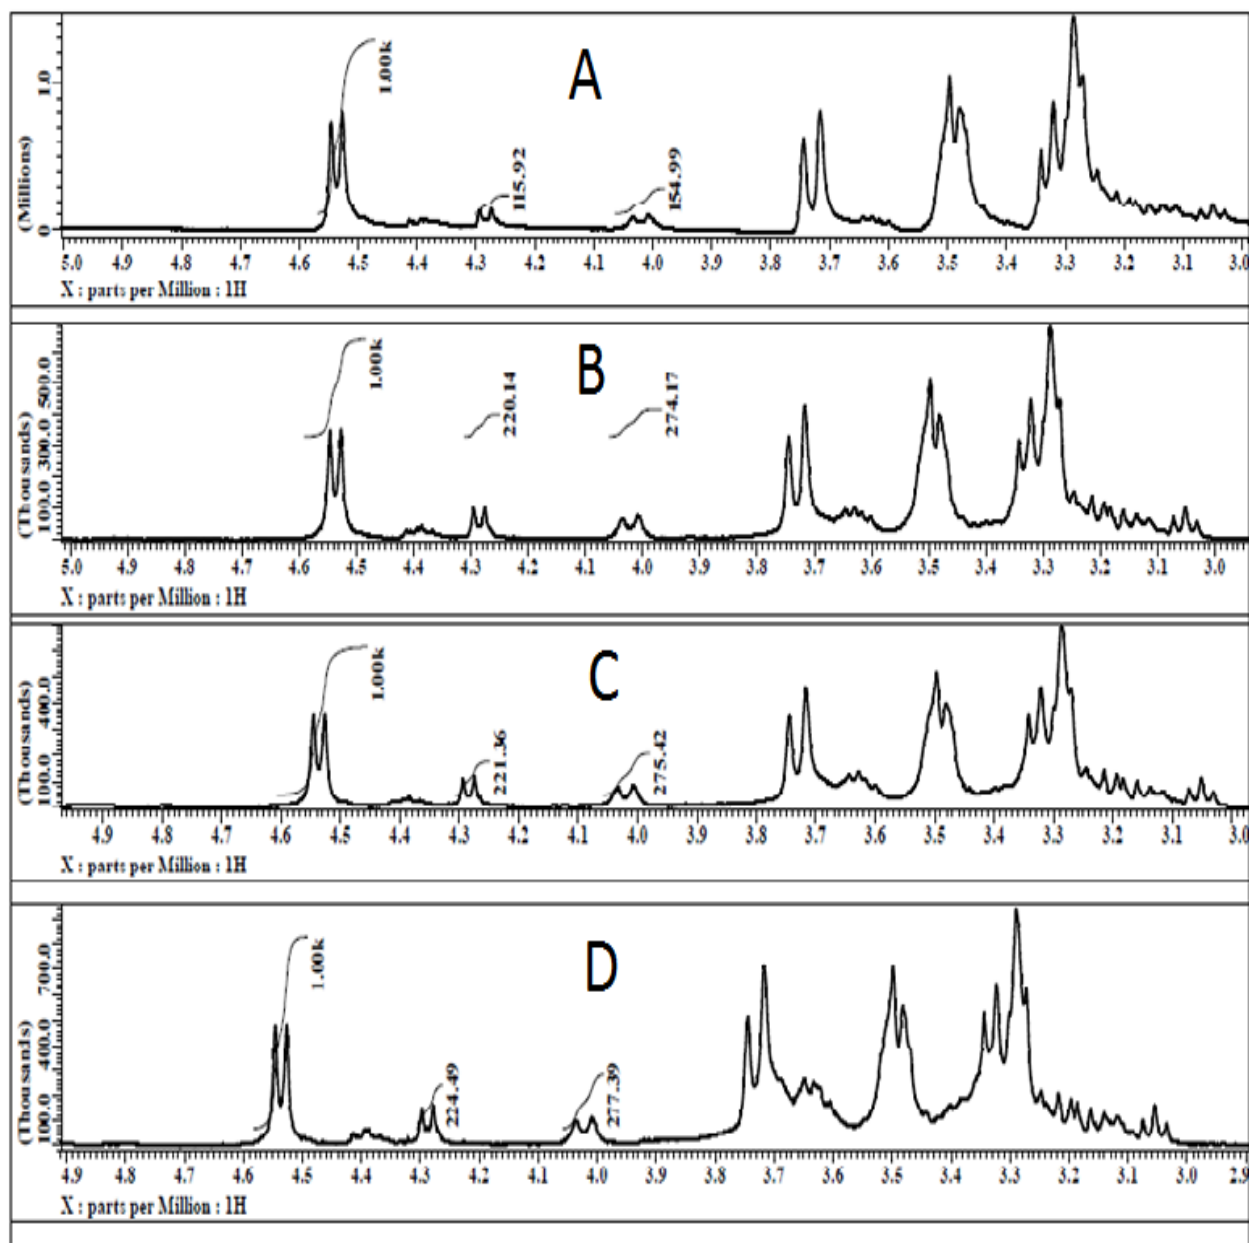 A
1.00k
115.92
154.99
(Millions)
1.0
0
5.0 4.9 4.8 4.7 4.6 4.5 4.4 4.3 4.2 4.1 4.0 3.9 3.8 3.7 3.6 3.5 3.4 3.3 3.2 3.1 3.0
X : parts per Million : 1H
B
1.00k
220.14
274.17
(Thousands)
500.0
300.0
100.0
5.0 4.9 4.8 4.7 4.6 4.5 4.4 4.3 4.2 4.1 4.0 3.9 3.8 3.7 3.6 3.5 3.4 3.3 3.2 3.1 3.0
X : parts per Million : 1H
C
1.00k
221.36
275.42
(Thousands)
400.0
100.0
4.9 4.8 4.7 4.6 4.5 4.4 4.3 4.2 4.1 4.0 3.9 3.8 3.7 3.6 3.5 3.4 3.3 3.2 3.1 3.0
X : parts per Million : 1H
D
1.00k
224.49
277.39
(Thousands)
700.0
400.0
100.0
4.9 4.8 4.7 4.6 4.5 4.4 4.3 4.2 4.1 4.0 3.9 3.8 3.7 3.6 3.5 3.4 3.3 3.2 3.1 3.0 2.9
X : parts per Million : 1H